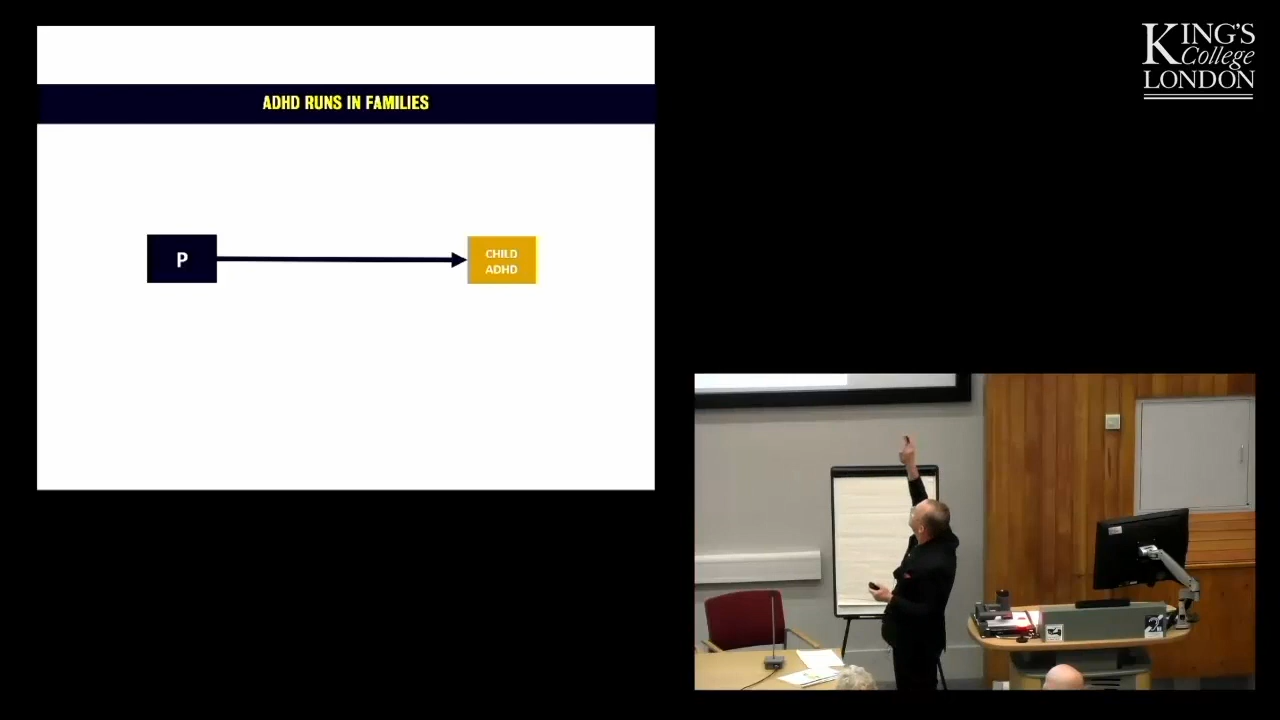 ADHD RUNS IN FAMILIES
P
CHILD
ADHD
KING'S
College
LONDON